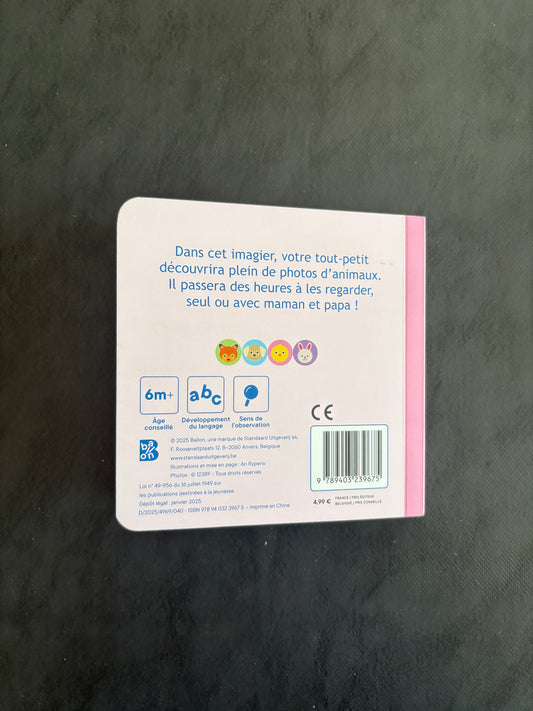 Dans cet imagier, votre tout-petit
découvrira plein de photos d'animaux.
Il passera des heures à les regarder,
seul ou avec maman et papa !
6m+
Âge
conseillé
abc
Développement
du langage
Sens de
l'observation
CE
BALLON
© 2025 Ballon, une marque de Standaard Uitgeverij SA,
F. Rooseveltplaats 12, B-2060 Anvers, Belgique
www.standaarduitgeverij.be
Illustrations et mise en page : An Rypens
Photos : © 123RF - Tous droits réservés
Loi n° 49-956 du 16 juillet 1949 sur
les publications destinées à la jeunesse.
Dépôt légal : janvier 2025
D/2025/4969/040 - ISBN 978 94 032 3967 5 - Imprimé en Chine
9 789403 239675
4,99 €
FRANCE / PRIX ÉDITEUR
BELGIQUE / PRIX CONSEILLÉ